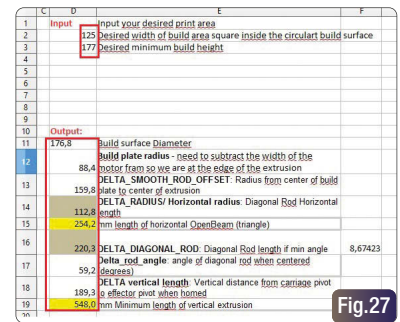 C D E F
1 Input Input your desired print area
2 125 Desired width of build area square inside the circulart build surface
3 177 Desired minimum build height
4
5
6
7
8
9
10 Output:
11 176,8 Build surface Diameter
Build plate radius - need to subtract the width of the
12 88,4 motor fram so we are at the edge of the extrusion
DELTA_SMOOTH_ROD_OFFSET: Radius from center of build
13 159,8 plate to center of extrusion
DELTA_RADIUS/ Horizontal radius: Diagonal Rod Horizontal
14 112,8 length
15 254,2 mm length of horizontal OpenBeam (triangle)
16 220,3 DELTA_DIAGONAL_ROD: Diagonal Rod length if min angle 8,67423
Delta_rod_angle: angle of diagonal rod when centered
17 59,2 (degrees)
DELTA vertical length: Vertical distance from carriage pivot
18 189,3 to effector pivot when homed
19 548,0 mm Minimum length of vertical extrusion
20
Fig.27